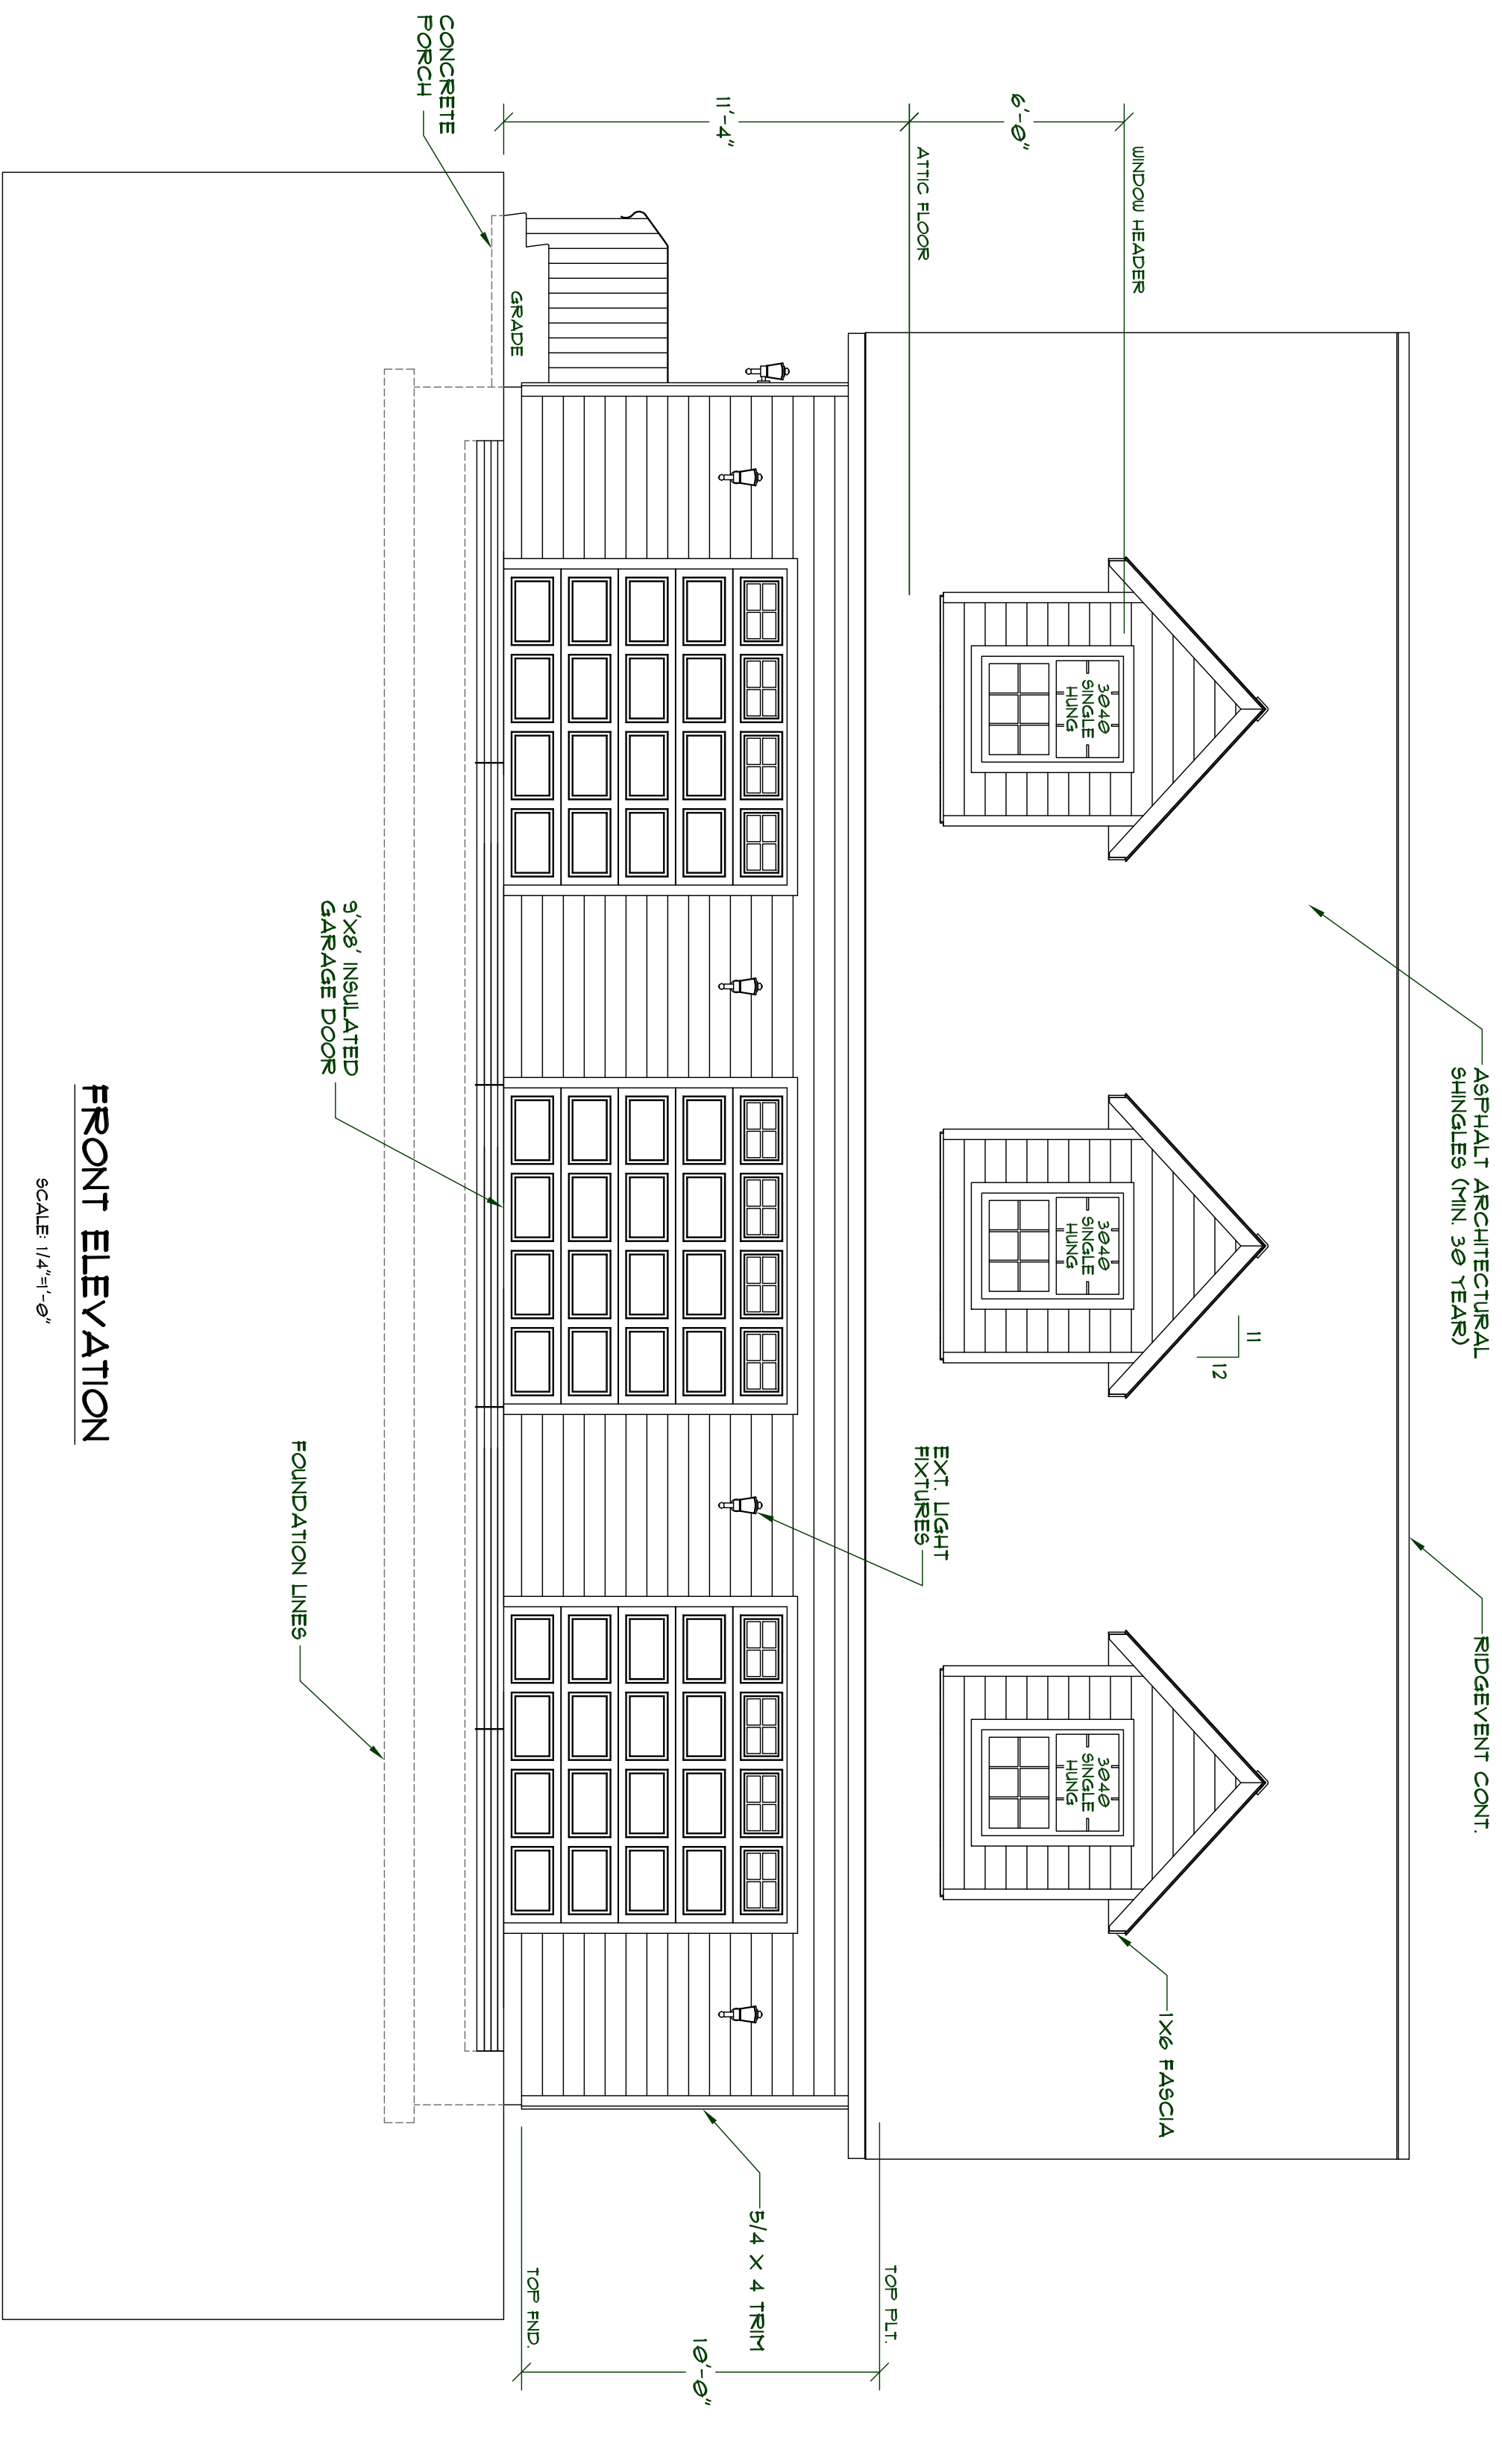 ASPHALT ARCHITECTURAL
SHINGLES (MIN. 30 YEAR)
RIDGEVENT CONT.
WINDOW HEADER
6'-0"
ATTIC FLOOR
11'-4"
3040
SINGLE
HUNG
3040
SINGLE
HUNG
3040
SINGLE
HUNG
11
12
1X6 FASCIA
EXT. LIGHT
FIXTURES
TOP PLT.
5/4 X 4 TRIM
10'-0"
TOP FND.
GRADE
CONCRETE
PORCH
9'X8' INSULATED
GARAGE DOOR
FOUNDATION LINES
FRONT ELEVATION
SCALE: 1/4"=1'-0"